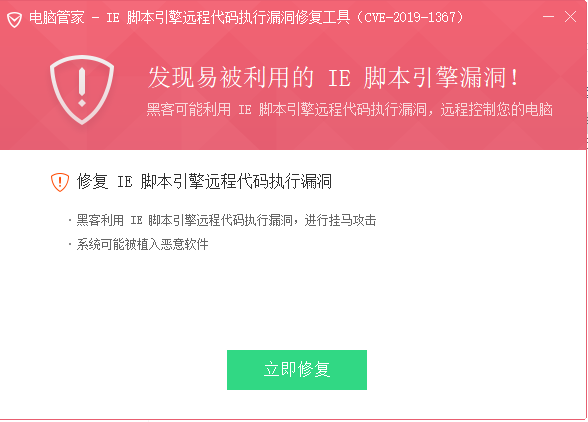 电脑管家 - IE 脚本引擎远程代码执行漏洞修复工具（CVE-2019-1367）
发现易被利用的 IE 脚本引擎漏洞！
黑客可能利用 IE 脚本引擎远程代码执行漏洞，远程控制您的电脑
修复 IE 脚本引擎远程代码执行漏洞
· 黑客利用 IE 脚本引擎远程代码执行漏洞，进行挂马攻击
· 系统可能被植入恶意软件
立即修复